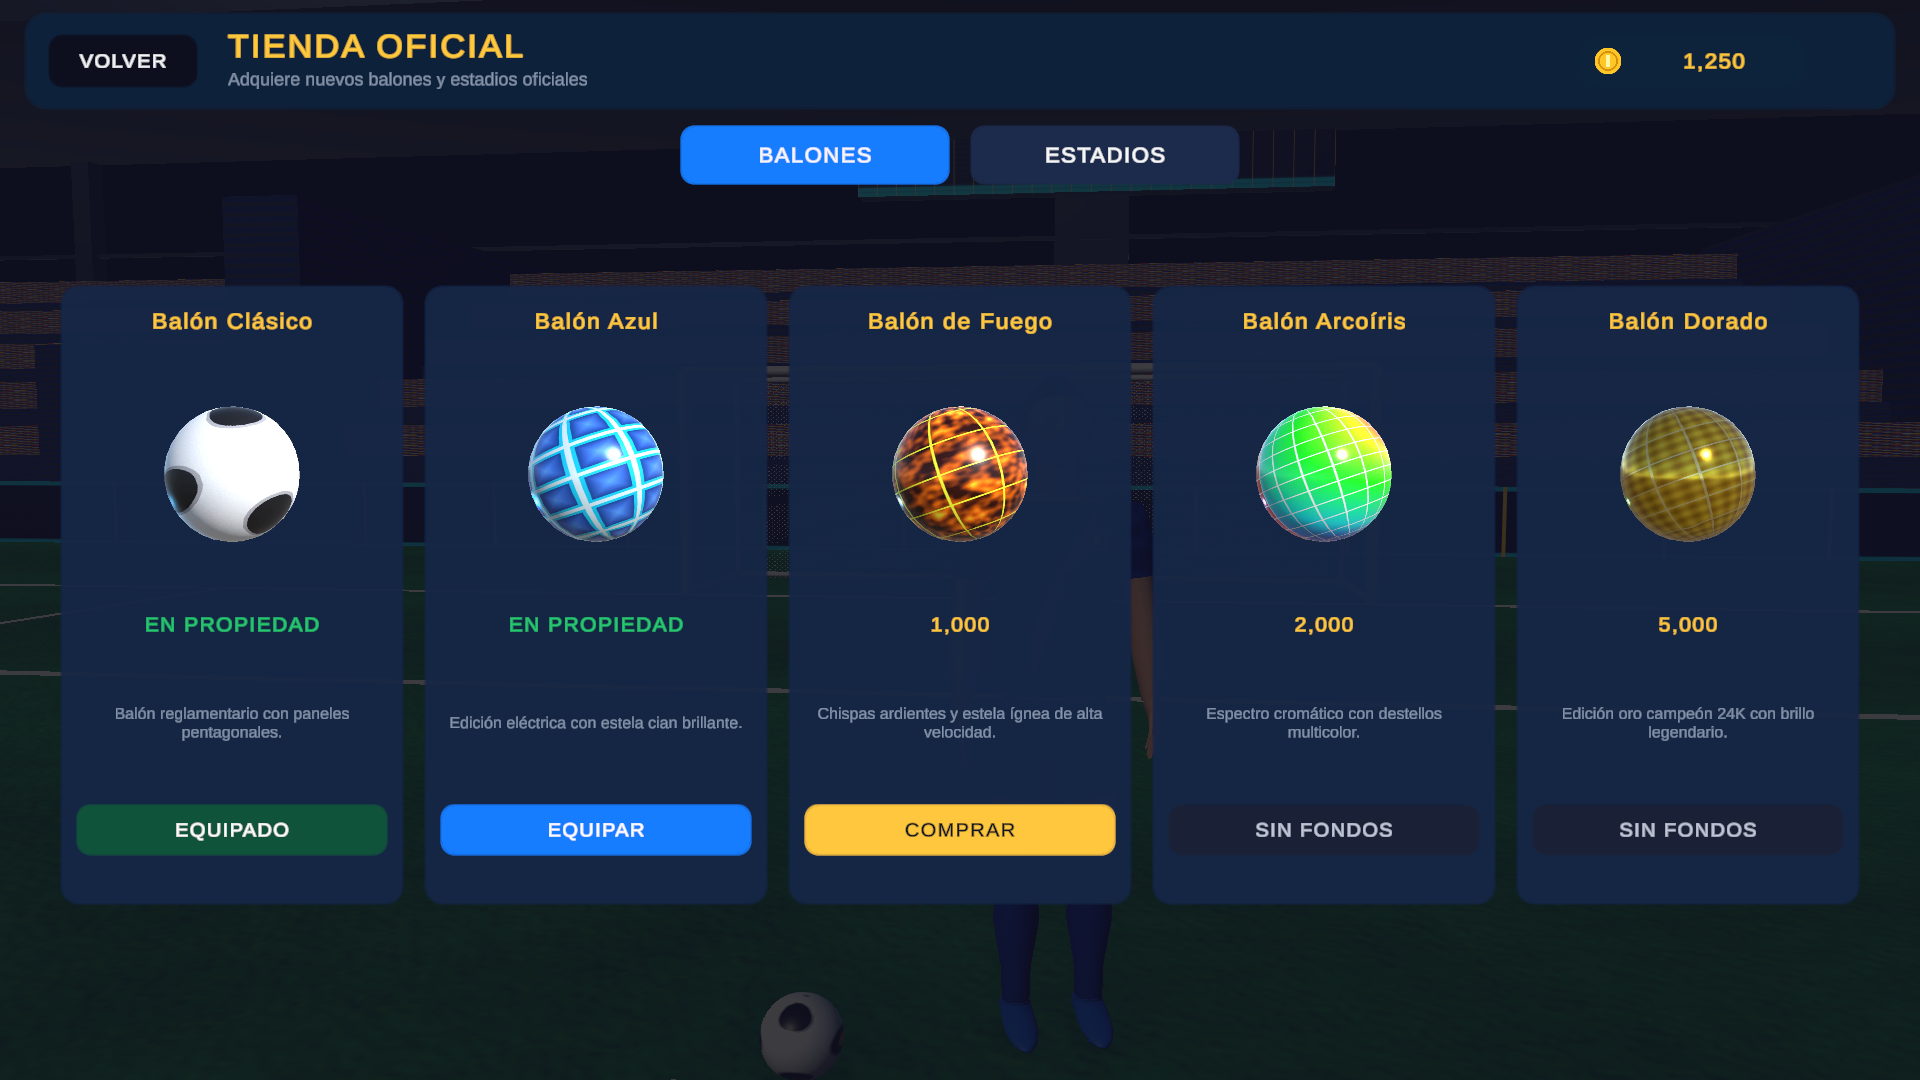 VOLVER
TIENDA OFICIAL
Adquiere nuevos balones y estadios oficiales
1,250
BALONES
ESTADIOS
Balón Clásico
EN PROPIEDAD
Balón reglamentario con paneles
pentagonales.
EQUIPADO
Balón Azul
EN PROPIEDAD
Edición eléctrica con estela cian brillante.
EQUIPAR
Balón de Fuego
1,000
Chispas ardientes y estela ígnea de alta
velocidad.
COMPRAR
Balón Arcoíris
2,000
Espectro cromático con destellos
multicolor.
SIN FONDOS
Balón Dorado
5,000
Edición oro campeón 24K con brillo
legendario.
SIN FONDOS